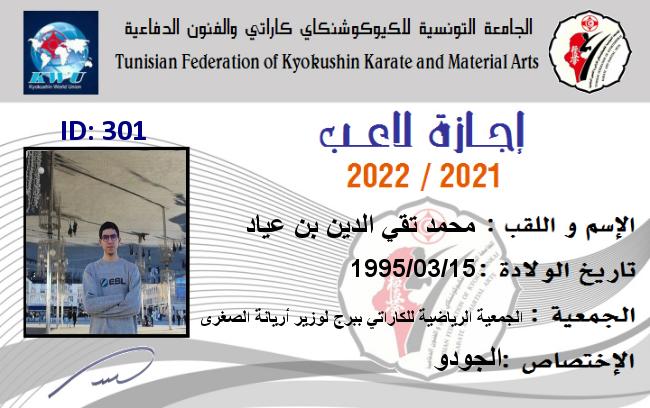 الجامعة التونسية للكيوكوشنكاي كاراتي والفنون الدفاعية
Tunisian Federation of Kyokushin Karate and Material Arts
KWU
Kyokushin World Union
ID: 301
إجازة لاعب
2022 / 2021
الإسم و اللقب : محمد تقي الدين بن عياد
تاريخ الولادة :1995/03/15
الجمعية : الجمعية الرياضية للكاراتي ببرج لوزير أريانة الصغرى
الإختصاص :الجودو
EBL